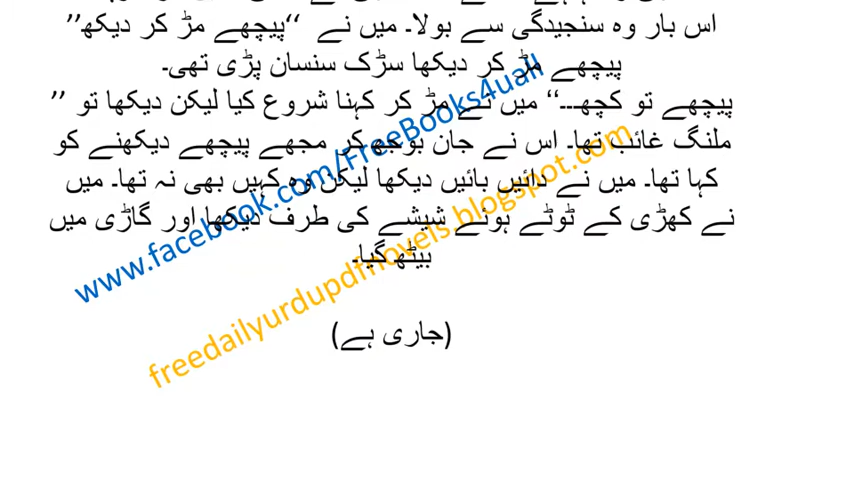 اس بار وہ سنجیدگی سے بولا۔ میں نے ‘‘پیچھے مڑ کر دیکھ’’
پیچھے مڑ کر دیکھا سڑک سنسان پڑی تھی۔
پیچھے تو کچھ۔۔۔‘‘ میں نے مڑ کر کہنا شروع کیا لیکن دیکھا تو ’’
ملنگ غائب تھا۔ اس نے جان بوجھ کر مجھے پیچھے دیکھنے کو
کہا تھا۔ میں نے دائیں بائیں دیکھا لیکن وہ کہیں بھی نہ تھا۔ میں
نے کھڑی کے ٹوٹے ہوئے شیشے کی طرف دیکھا اور گاڑی میں
بیٹھ گیا۔
(جاری ہے)
www.facebook.com/FreeBooks4uall
freedailyurdupdfnovels.blogspot.com